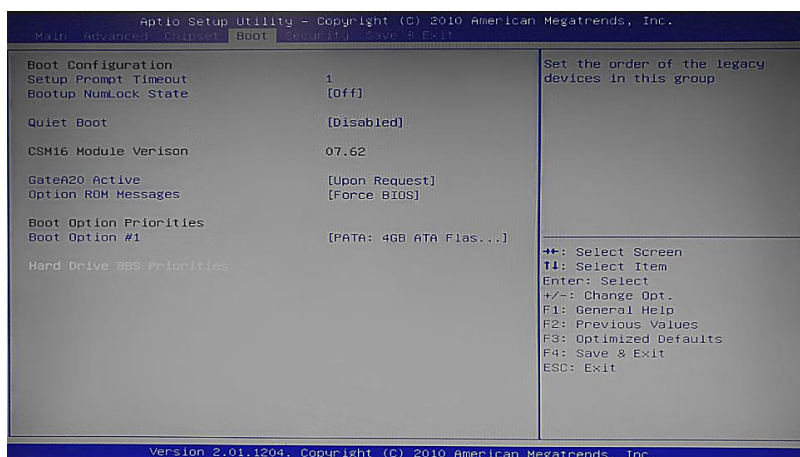 Aptio Setup Utility – Copyright (C) 2010 American Megatrends, Inc.
Main Advanced Chipset Boot Security Save & Exit
Boot Configuration
Setup Prompt Timeout 1
Bootup NumLock State [Off]
Quiet Boot [Disabled]
CSM16 Module Verison 07.62
GateA20 Active [Upon Request]
Option ROM Messages [Force BIOS]
Boot Option Priorities
Boot Option #1 [PATA: 4GB ATA Flas...]
Hard Drive BBS Priorities
Set the order of the legacy
devices in this group
→←: Select Screen
↑↓: Select Item
Enter: Select
+/-: Change Opt.
F1: General Help
F2: Previous Values
F3: Optimized Defaults
F4: Save & Exit
ESC: Exit
Version 2.01.1204. Copyright (C) 2010 American Megatrends, Inc.